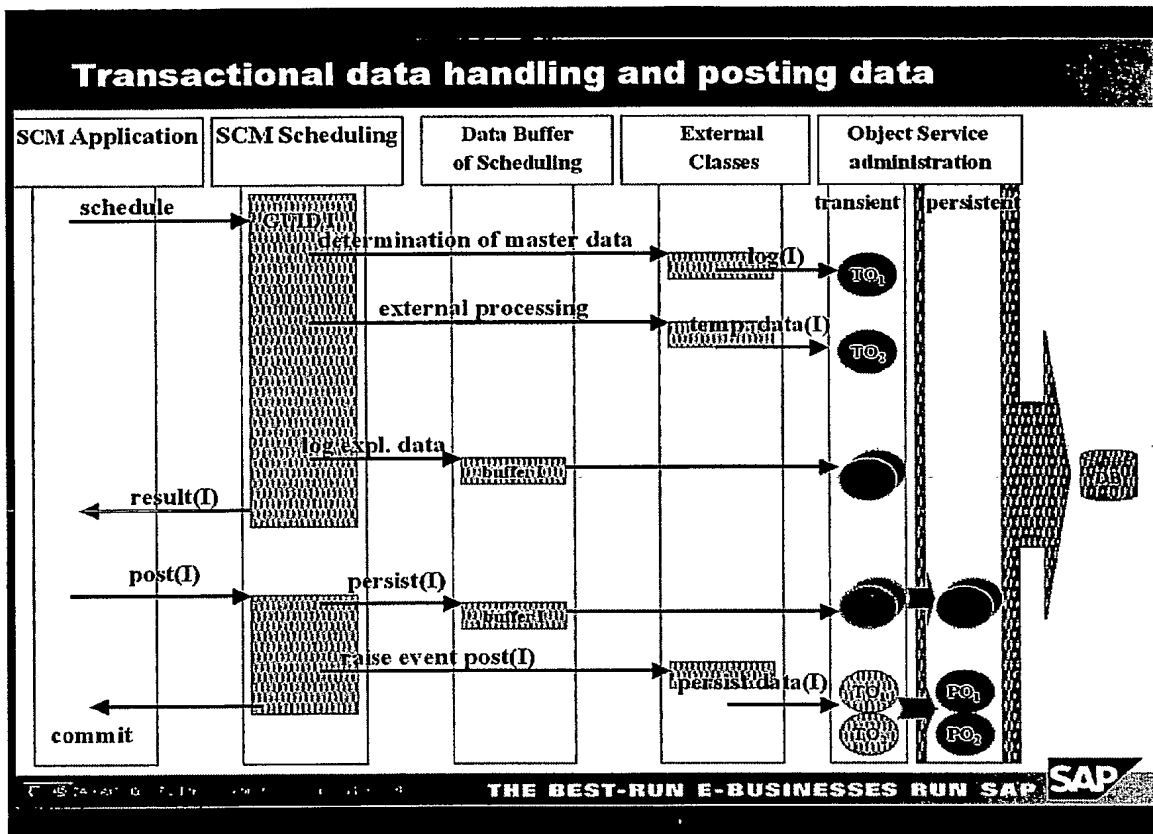 Transactional data handling and posting data
SCM Application
SCM Scheduling
Data Buffer
of Scheduling
External
Classes
Object Service
administration
transient
persistent
schedule
GUID I
determination of master data
log(I)
TO1
external processing
temp. data(I)
TO2
log expl. data
buffer I
DB
result(I)
post(I)
persist(I)
buffer I
raise event post(I)
persist data(I)
TO
PO1
commit
TO
PO2
THE BEST-RUN E-BUSINESSES RUN SAP
SAP